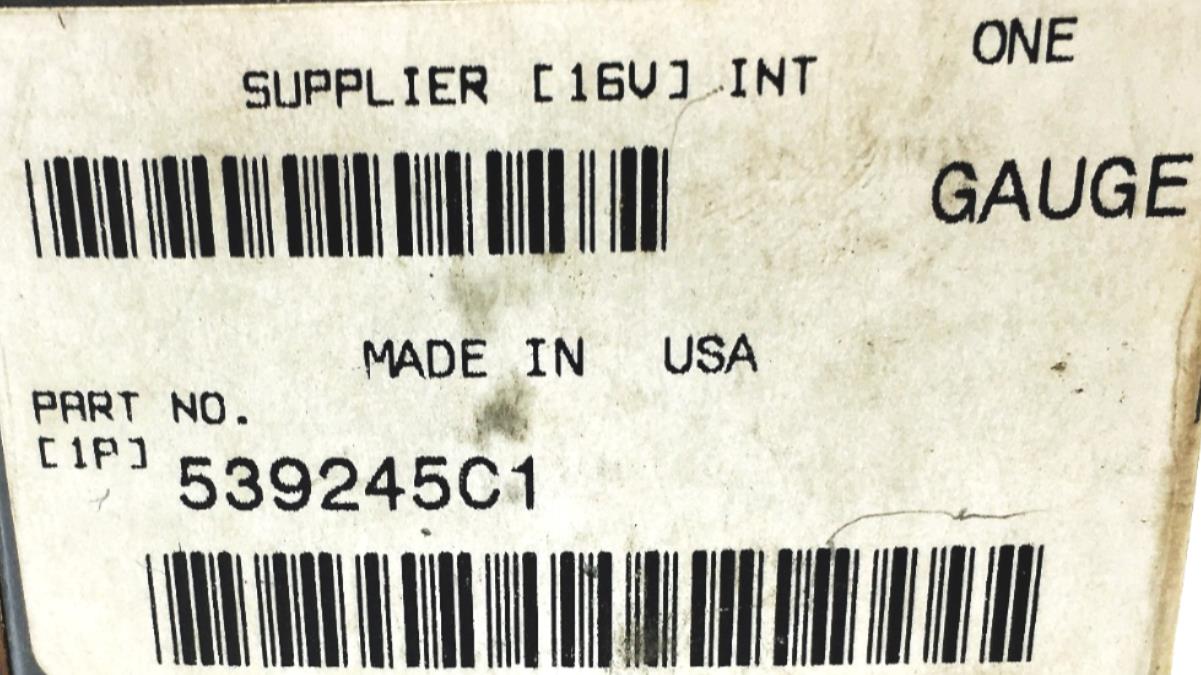 ONE
SUPPLIER [16V] INT
GAUGE
MADE IN USA
PART NO.
[1P] 539245C1